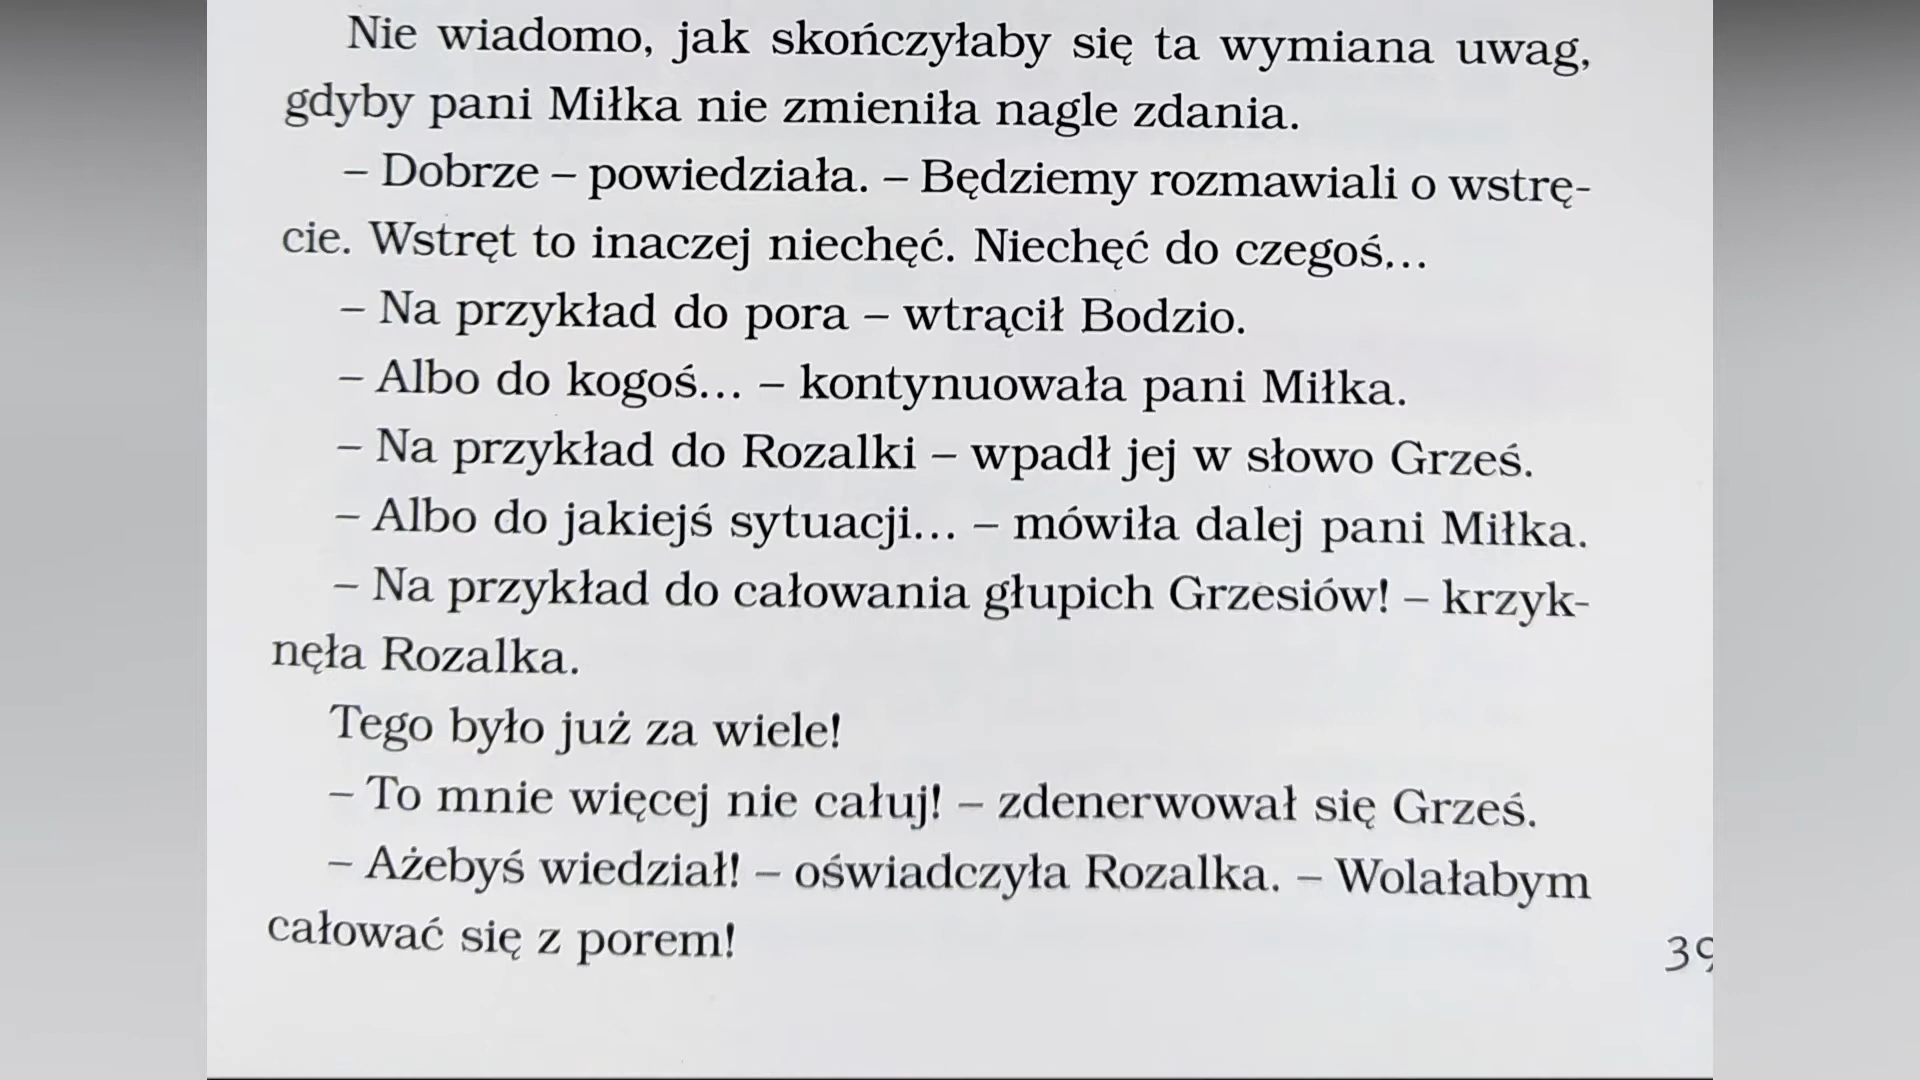 Nie wiadomo, jak skończyłaby się ta wymiana uwag,
gdyby pani Miłka nie zmieniła nagle zdania.
– Dobrze – powiedziała. – Będziemy rozmawiali o wstrę-
cie. Wstręt to inaczej niechęć. Niechęć do czegoś...
– Na przykład do pora – wtrącił Bodzio.
– Albo do kogoś... – kontynuowała pani Miłka.
– Na przykład do Rozalki – wpadł jej w słowo Grześ.
– Albo do jakiejś sytuacji... – mówiła dalej pani Miłka.
– Na przykład do całowania głupich Grzesiów! – krzyk-
nęła Rozalka.
Tego było już za wiele!
– To mnie więcej nie całuj! – zdenerwował się Grześ.
– Ażebyś wiedział! – oświadczyła Rozalka. – Wolałabym
całować się z porem!
39